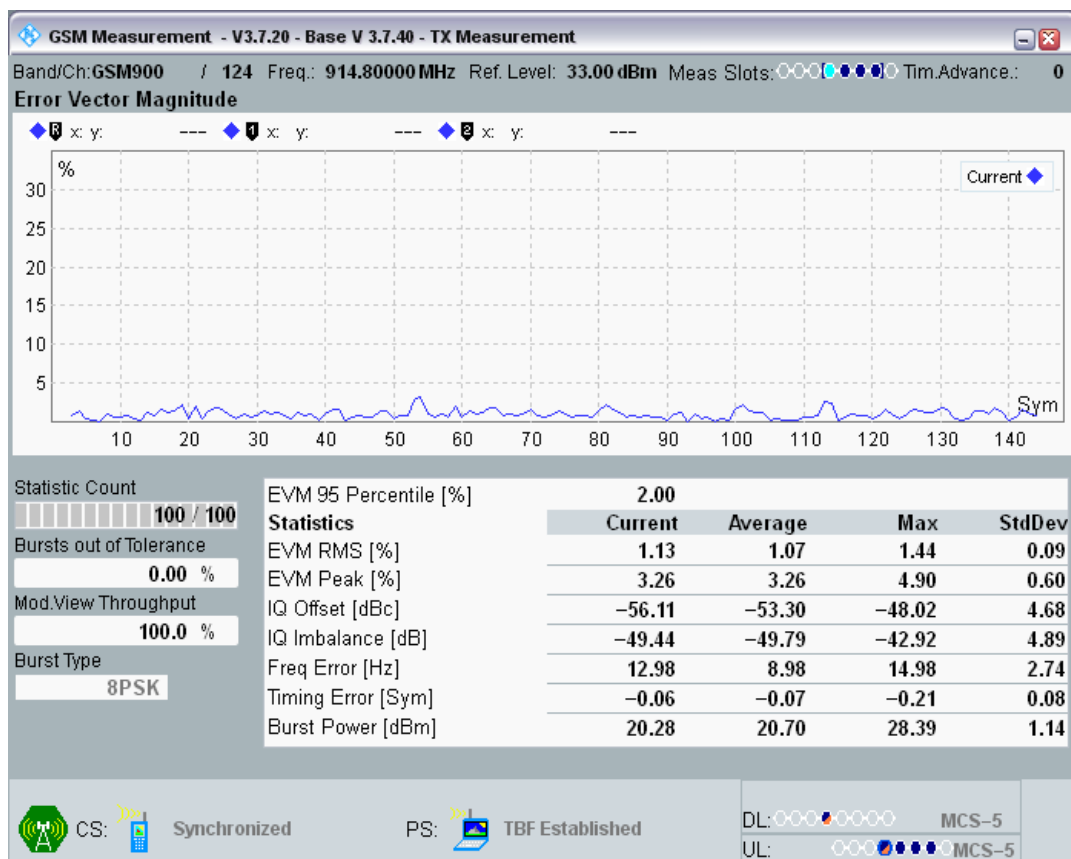 GSM Measurement - V3.7.20 - Base V 3.7.40 - TX Measurement
Band/Ch:GSM900 / 124 Freq.: 914.80000 MHz Ref. Level: 33.00 dBm Meas Slots: Tim.Advance.: 0
Error Vector Magnitude
R x: y: --- 1 x: y: --- 2 x: y: ---
%
Current
30
25
20
15
10
5
Sym
10 20 30 40 50 60 70 80 90 100 110 120 130 140
Statistic Count
100 / 100
Bursts out of Tolerance
0.00 %
Mod.View Throughput
100.0 %
Burst Type
8PSK
EVM 95 Percentile [%] 2.00
Statistics Current Average Max StdDev
EVM RMS [%] 1.13 1.07 1.44 0.09
EVM Peak [%] 3.26 3.26 4.90 0.60
IQ Offset [dBc] −56.11 −53.30 −48.02 4.68
IQ Imbalance [dB] −49.44 −49.79 −42.92 4.89
Freq Error [Hz] 12.98 8.98 14.98 2.74
Timing Error [Sym] −0.06 −0.07 −0.21 0.08
Burst Power [dBm] 20.28 20.70 28.39 1.14
CS: Synchronized PS: TBF Established
DL: MCS−5
UL: MCS−5